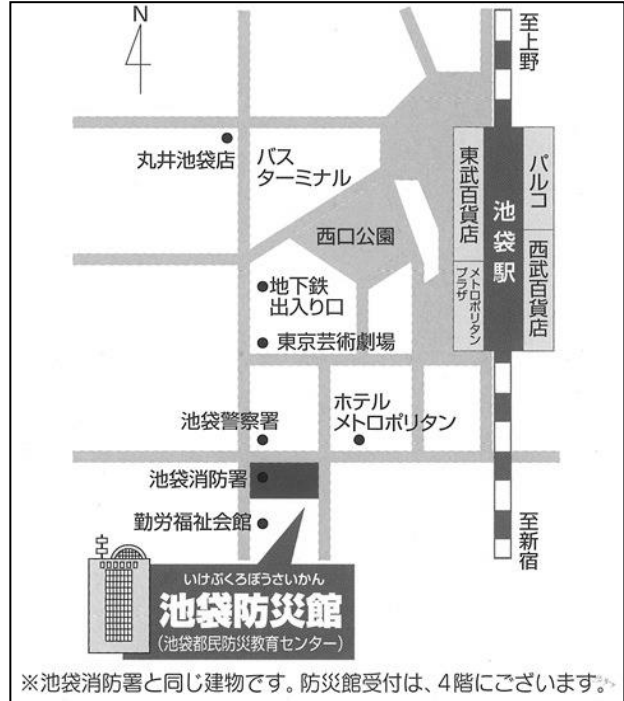 N
至上野
丸井池袋店
バス
ターミナル
東武百貨店
池袋駅
パルコ
西口公園
メトロポリタン
プラザ
西武百貨店
地下鉄
出入り口
東京芸術劇場
ホテル
メトロポリタン
池袋警察署
池袋消防署
勤労福祉会館
至新宿
いけぶくろぼうさいかん
池袋防災館
(池袋都民防災教育センター)
※池袋消防署と同じ建物です。防災館受付は、4階にございます。